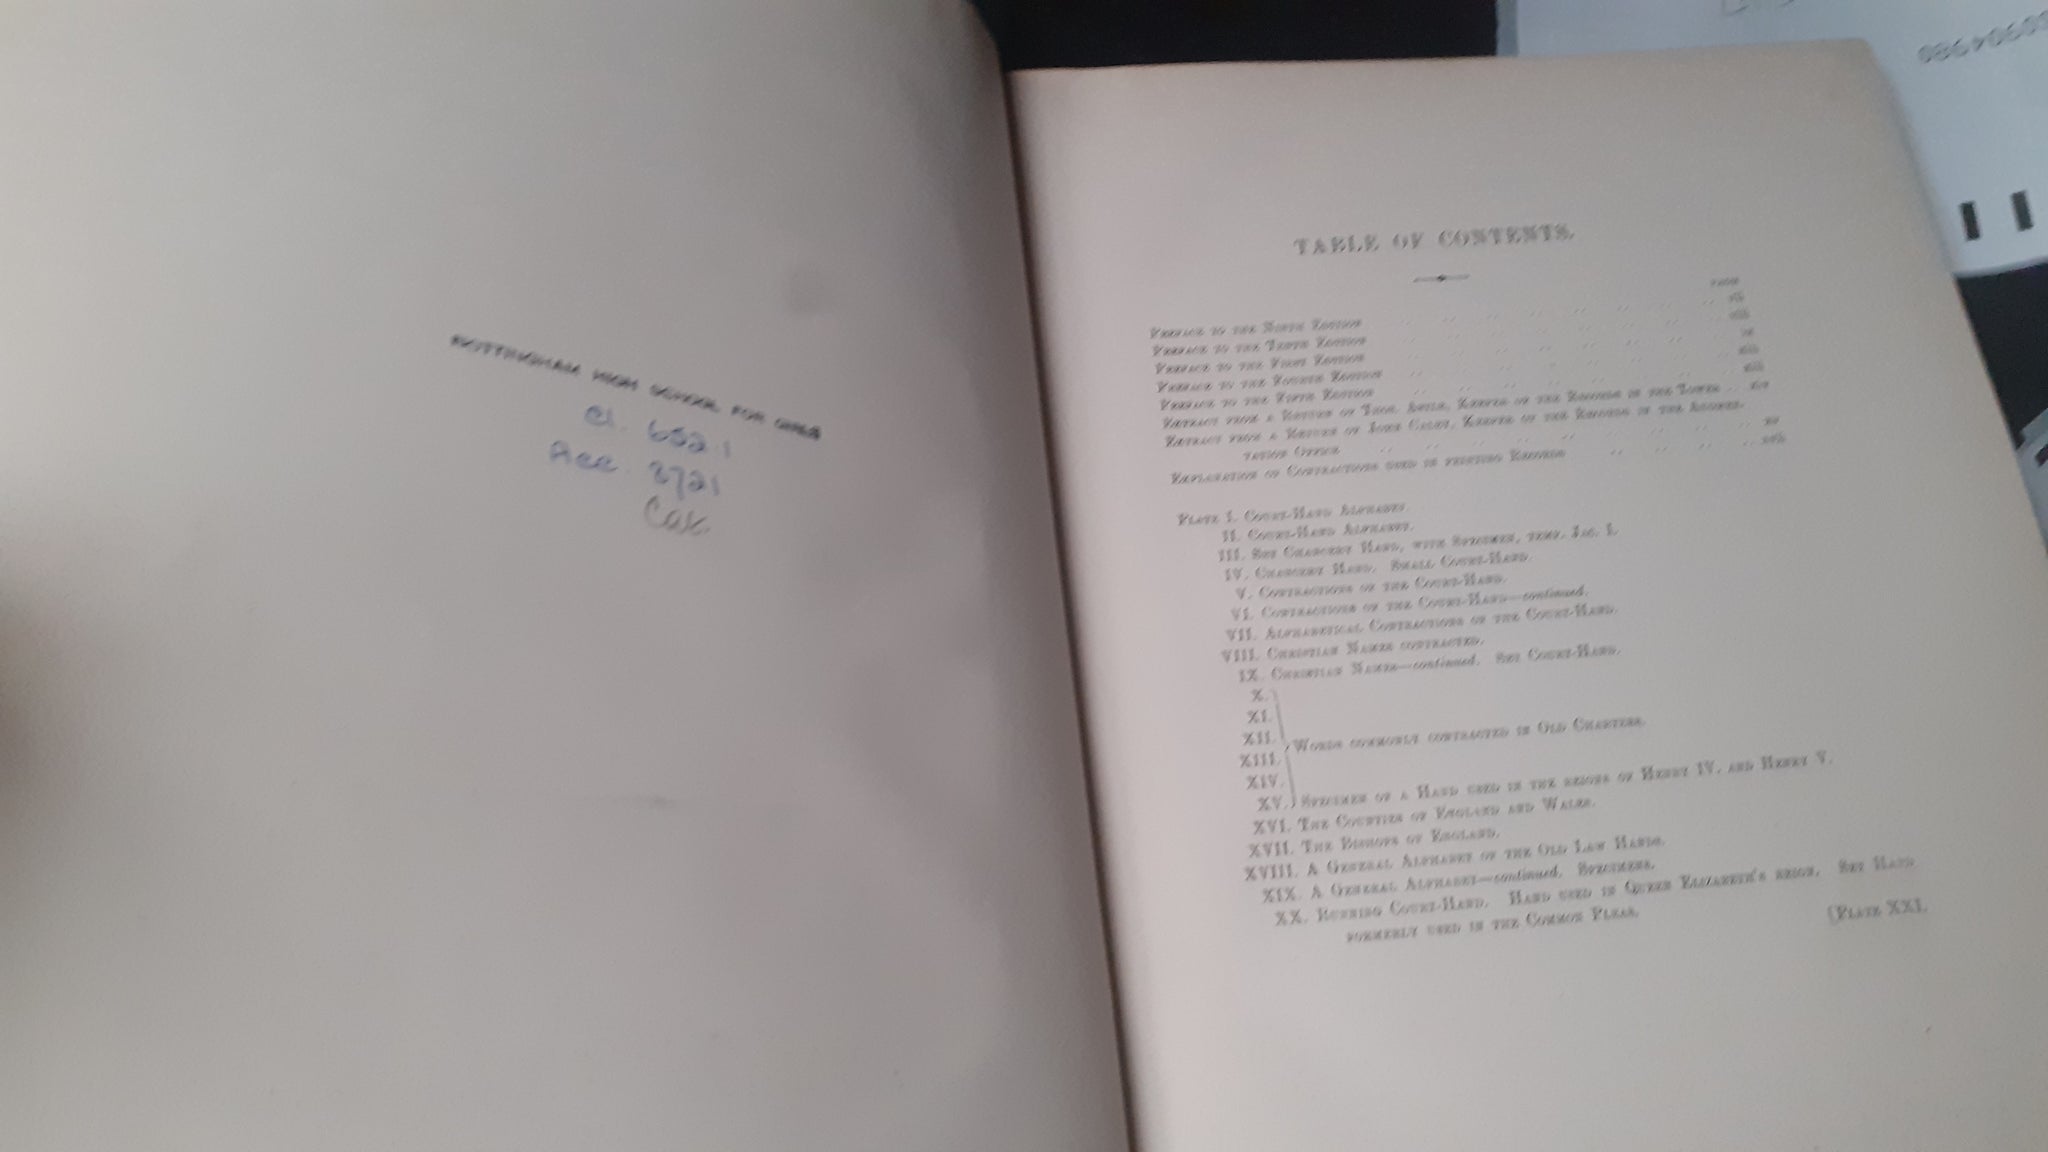 NOTTINGHAM HIGH SCHOOL FOR GIRLS
Cl. 652.1
Acc. 3721
TABLE OF CONTENTS.
PAGE
PREFACE TO THE NINTH EDITION
PREFACE TO THE TENTH EDITION
PREFACE TO THE FIRST EDITION
PREFACE TO THE FOURTH EDITION
PREFACE TO THE FIFTH EDITION
EXTRACT FROM A RETURN OF THOS. ASTLE, KEEPER OF THE RECORDS IN THE TOWER
EXTRACT FROM A RETURN OF JOHN CALEY, KEEPER OF THE RECORDS IN THE AUGMEN-
TATION OFFICE
EXPLANATION OF CONTRACTIONS USED IN PRINTING RECORDS
PLATE I. COURT-HAND ALPHABET.
II. COURT-HAND ALPHABET.
III. SET CHANCERY HAND, WITH SPECIMEN, TEMP. JAC. I.
IV. CHANCERY HAND. SMALL COURT-HAND.
V. CONTRACTIONS OF THE COURT-HAND.
VI. CONTRACTIONS OF THE COURT-HAND—continued.
VII. ALPHABETICAL CONTRACTIONS OF THE COURT-HAND.
VIII. CHRISTIAN NAMES CONTRACTED.
IX. CHRISTIAN NAMES—continued. SET COURT-HAND.
X.
XI.
XII. WORDS COMMONLY CONTRACTED IN OLD CHARTERS.
XIII.
XIV.
XV. SPECIMEN OF A HAND USED IN THE REIGNS OF HENRY IV. AND HENRY V.
XVI. THE COUNTIES OF ENGLAND AND WALES.
XVII. THE BISHOPS OF ENGLAND.
XVIII. A GENERAL ALPHABET OF THE OLD LAW HANDS.
XIX. A GENERAL ALPHABET—continued. SPECIMENS.
XX. RUNNING COURT-HAND. HAND USED IN QUEEN ELIZABETH'S REIGN. SET HAND
FORMERLY USED IN THE COMMON PLEAS.
[PLATE XXI.